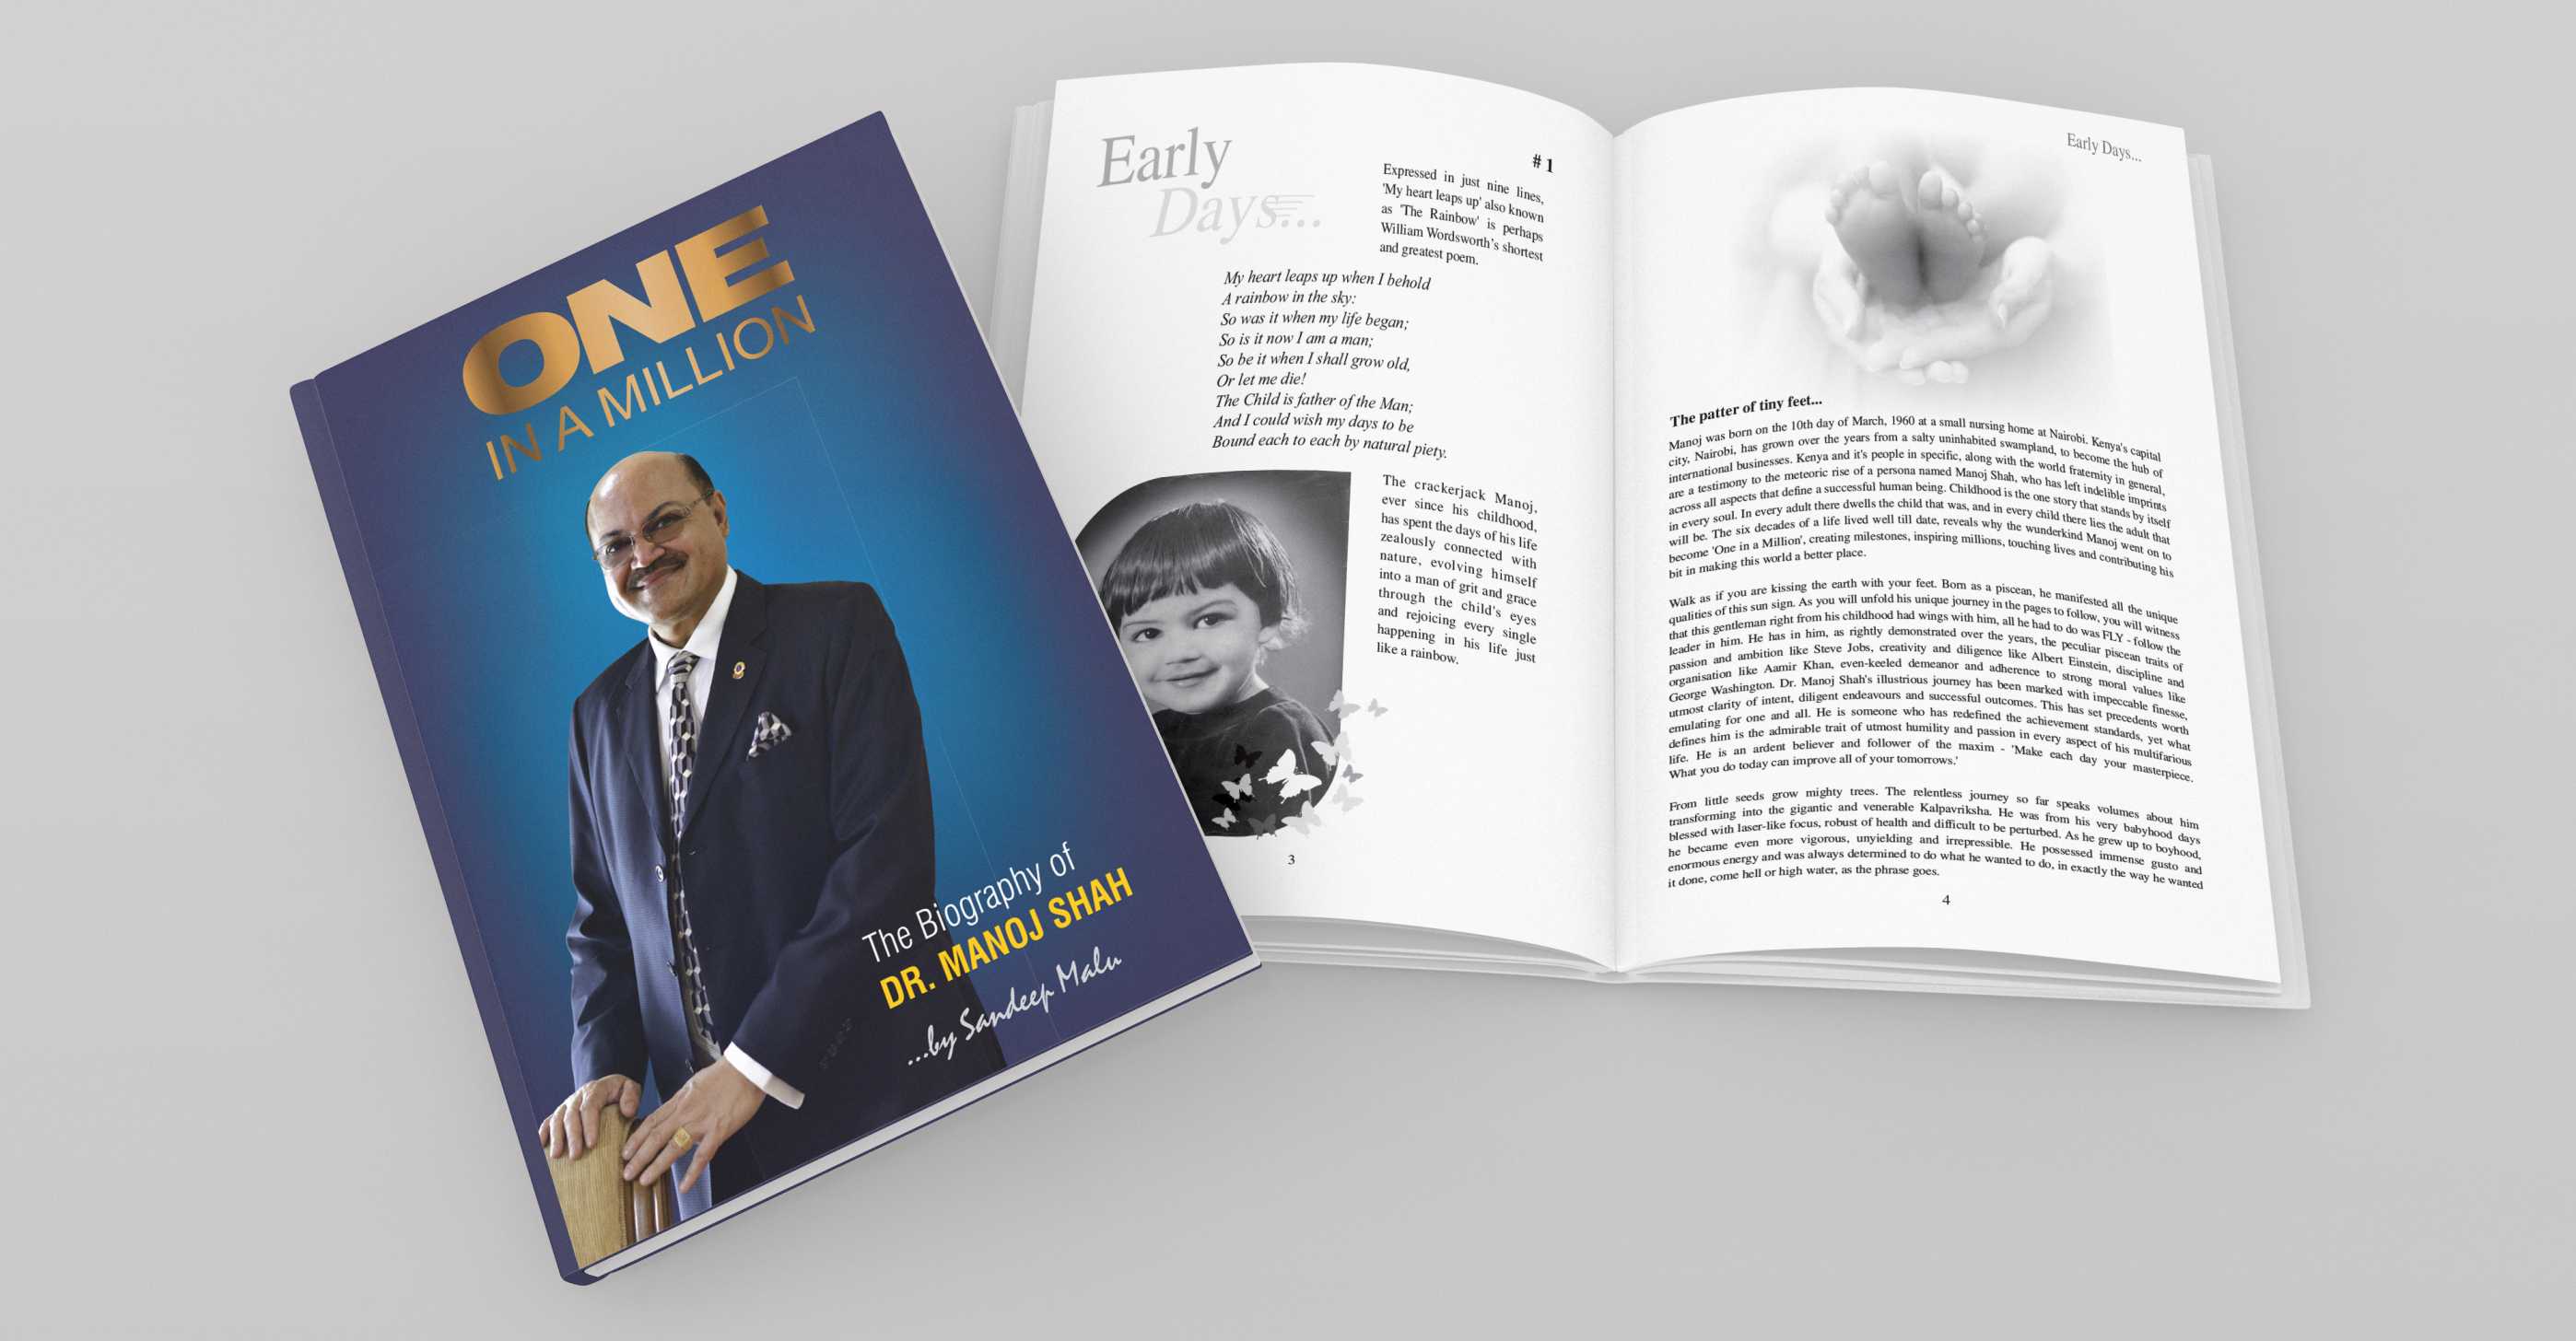 ONE
IN A MILLION
The Biography of
DR. MANOJ SHAH
...by Sandeep Malu
Early
Days...
# 1
Expressed in just nine lines,
'My heart leaps up' also known
as 'The Rainbow' is perhaps
William Wordsworth's shortest
and greatest poem.
My heart leaps up when I behold
A rainbow in the sky:
So was it when my life began;
So is it now I am a man;
So be it when I shall grow old,
Or let me die!
The Child is father of the Man;
And I could wish my days to be
Bound each to each by natural piety.
The crackerjack Manoj,
ever since his childhood,
has spent the days of his life
zealously connected with
nature, evolving himself
into a man of grit and grace
through the child's eyes
and rejoicing every single
happening in his life just
like a rainbow.
3
Early Days...
The patter of tiny feet...
Manoj was born on the 10th day of March, 1960 at a small nursing home at Nairobi. Kenya's capital
city, Nairobi, has grown over the years from a salty uninhabited swampland, to become the hub of
international businesses. Kenya and it's people in specific, along with the world fraternity in general,
are a testimony to the meteoric rise of a persona named Manoj Shah, who has left indelible imprints
across all aspects that define a successful human being. Childhood is the one story that stands by itself
in every soul. In every adult there dwells the child that was, and in every child there lies the adult that
will be. The six decades of a life lived well till date, reveals why the wunderkind Manoj went on to
become 'One in a Million', creating milestones, inspiring millions, touching lives and contributing his
bit in making this world a better place.
Walk as if you are kissing the earth with your feet. Born as a piscean, he manifested all the unique
qualities of this sun sign. As you will unfold his unique journey in the pages to follow, you will witness
that this gentleman right from his childhood had wings with him, all he had to do was FLY - follow the
leader in him. He has in him, as rightly demonstrated over the years, the peculiar piscean traits of
passion and ambition like Steve Jobs, creativity and diligence like Albert Einstein, discipline and
organisation like Aamir Khan, even-keeled demeanor and adherence to strong moral values like
George Washington. Dr. Manoj Shah's illustrious journey has been marked with impeccable finesse,
utmost clarity of intent, diligent endeavours and successful outcomes. This has set precedents worth
emulating for one and all. He is someone who has redefined the achievement standards, yet what
defines him is the admirable trait of utmost humility and passion in every aspect of his multifarious
life. He is an ardent believer and follower of the maxim - 'Make each day your masterpiece.
What you do today can improve all of your tomorrows.'
From little seeds grow mighty trees. The relentless journey so far speaks volumes about him
transforming into the gigantic and venerable Kalpavriksha. He was from his very babyhood days
blessed with laser-like focus, robust of health and difficult to be perturbed. As he grew up to boyhood,
he became even more vigorous, unyielding and irrepressible. He possessed immense gusto and
enormous energy and was always determined to do what he wanted to do, in exactly the way he wanted
it done, come hell or high water, as the phrase goes.
4